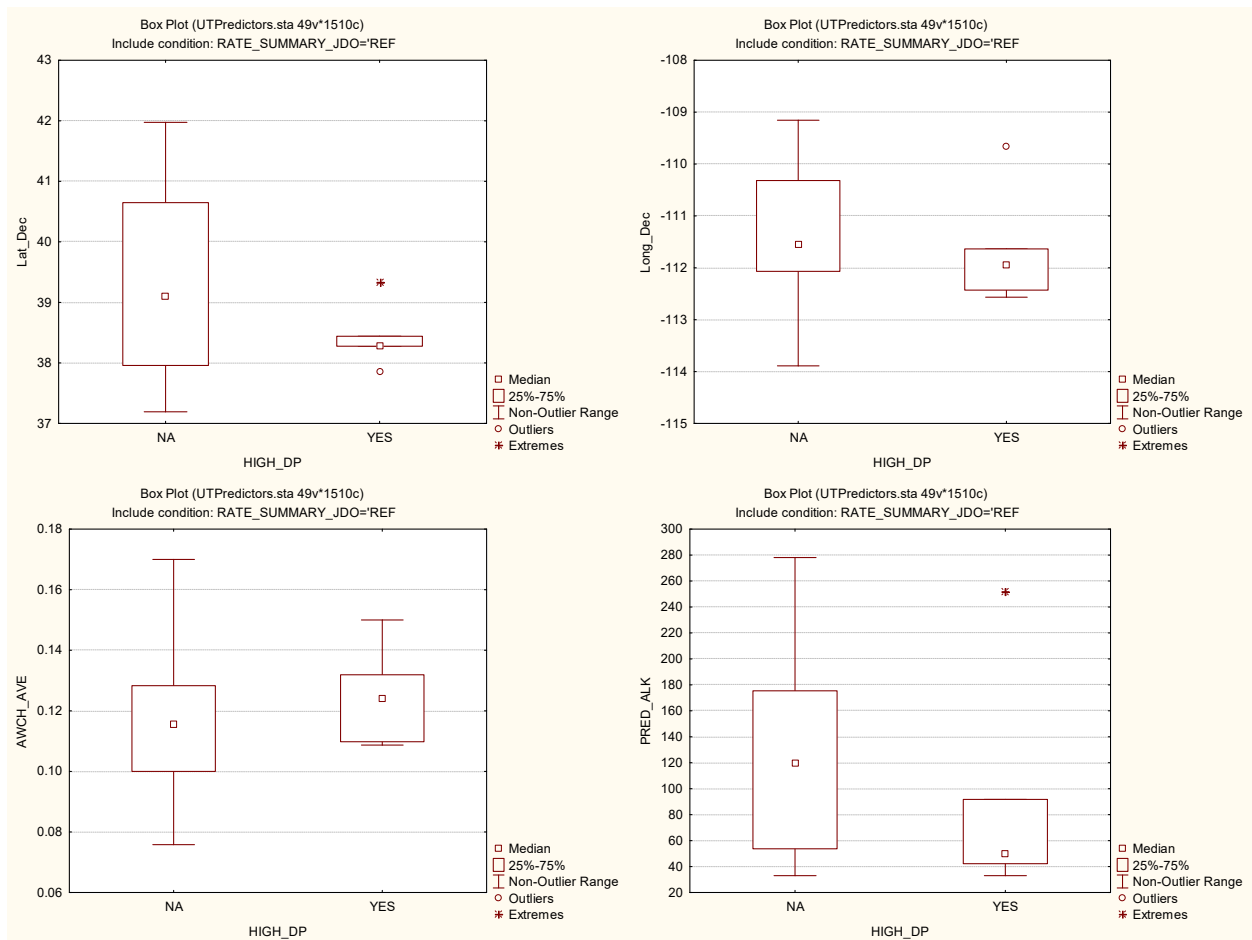 Box Plot (UTPredictors.sta 49v*1510c)
Include condition: RATE_SUMMARY_JDO='REF
43
42
41
40
39
38
37
Lat_Dec
NA
YES
HIGH_DP
Median
25%-75%
Non-Outlier Range
Outliers
Extremes
Box Plot (UTPredictors.sta 49v*1510c)
Include condition: RATE_SUMMARY_JDO='REF
-108
-109
-110
-111
-112
-113
-114
-115
Long_Dec
NA
YES
HIGH_DP
Median
25%-75%
Non-Outlier Range
Outliers
Extremes
Box Plot (UTPredictors.sta 49v*1510c)
Include condition: RATE_SUMMARY_JDO='REF
0.18
0.16
0.14
0.12
0.10
0.08
0.06
AWCH_AVE
NA
YES
HIGH_DP
Median
25%-75%
Non-Outlier Range
Outliers
Extremes
Box Plot (UTPredictors.sta 49v*1510c)
Include condition: RATE_SUMMARY_JDO='REF
300
280
260
240
220
200
180
160
140
120
100
80
60
40
20
PRED_ALK
NA
YES
HIGH_DP
Median
25%-75%
Non-Outlier Range
Outliers
Extremes